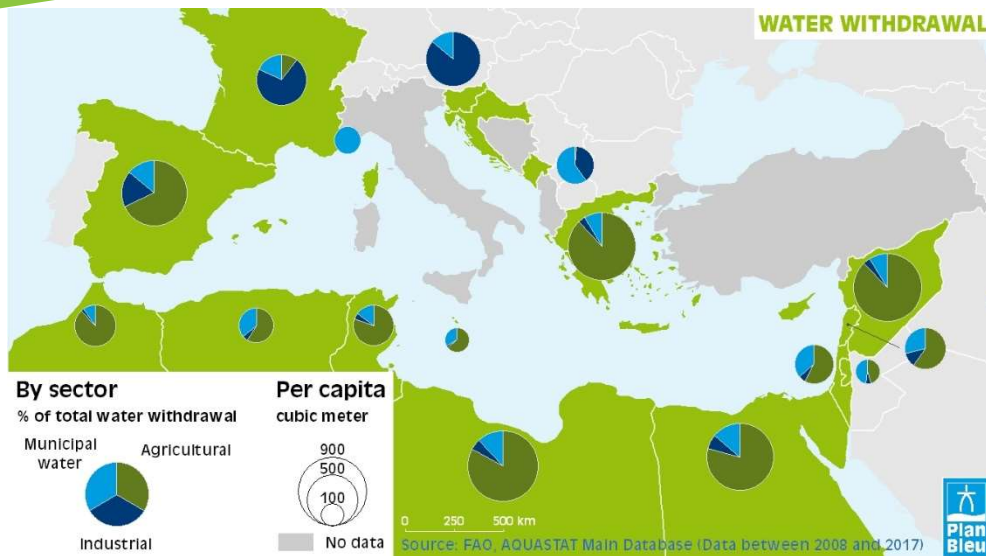 WATER WITHDRAWAL
By sector
% of total water withdrawal
Municipal
water
Agricultural
Industrial
Per capita
cubic meter
900
500
100
No data
0 250 500 km
Source: FAO, AQUASTAT Main Database (Data between 2008 and 2017)
Plan
Bleu